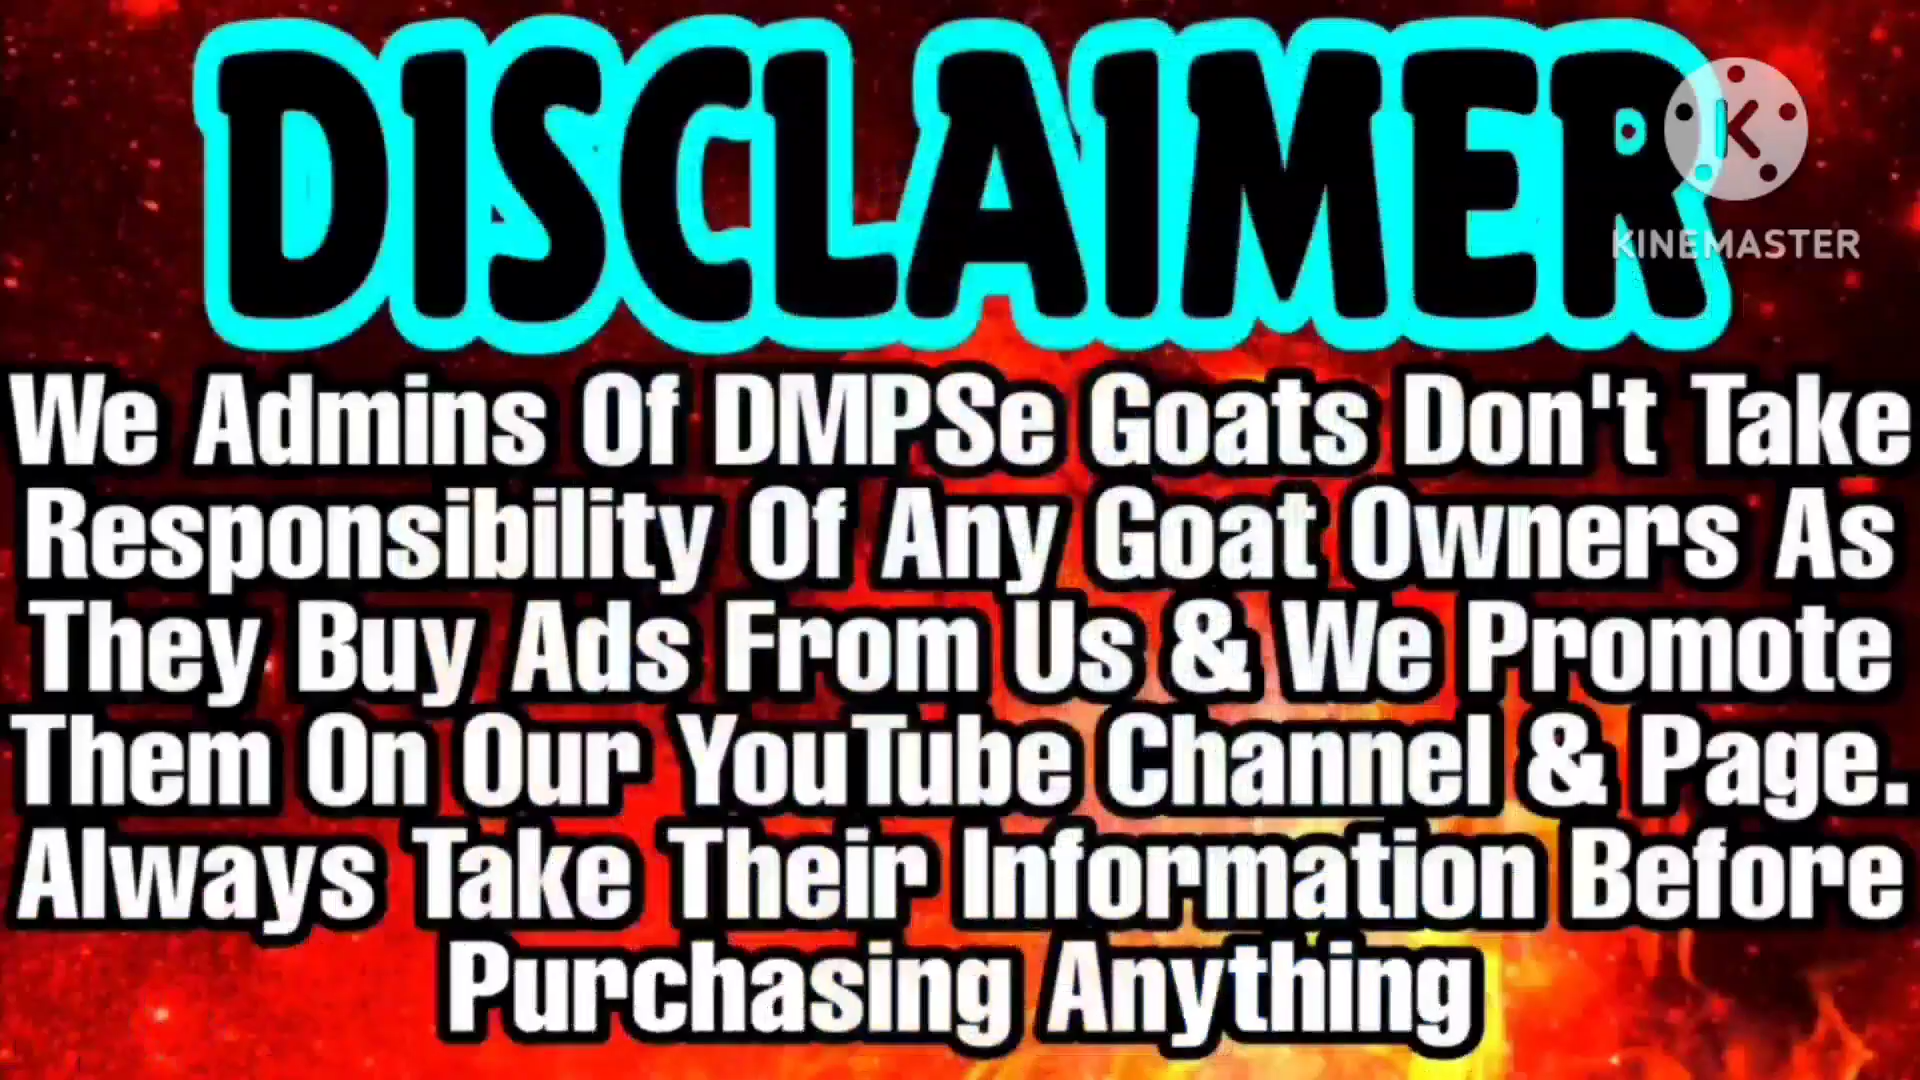 DISCLAIMER
KINEMASTER
We Admins Of DMPSe Goats Don't Take
Responsibility Of Any Goat Owners As
They Buy Ads From Us & We Promote
Them On Our YouTube Channel & Page.
Always Take Their Information Before
Purchasing Anything